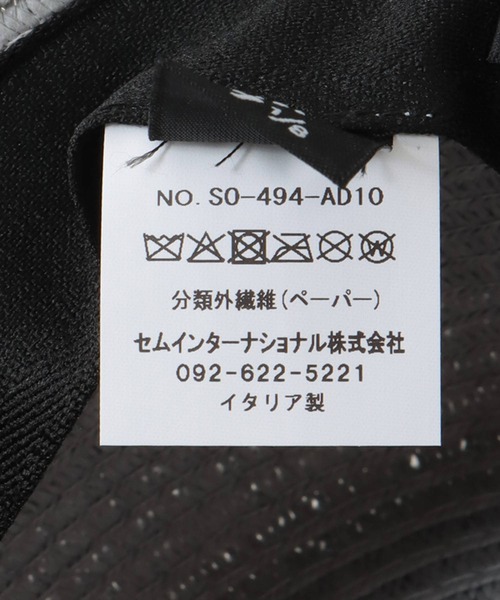 NO. SO-494-AD10
分類外繊維(ペーパー)
セムインターナショナル株式会社
092-622-5221
イタリア製